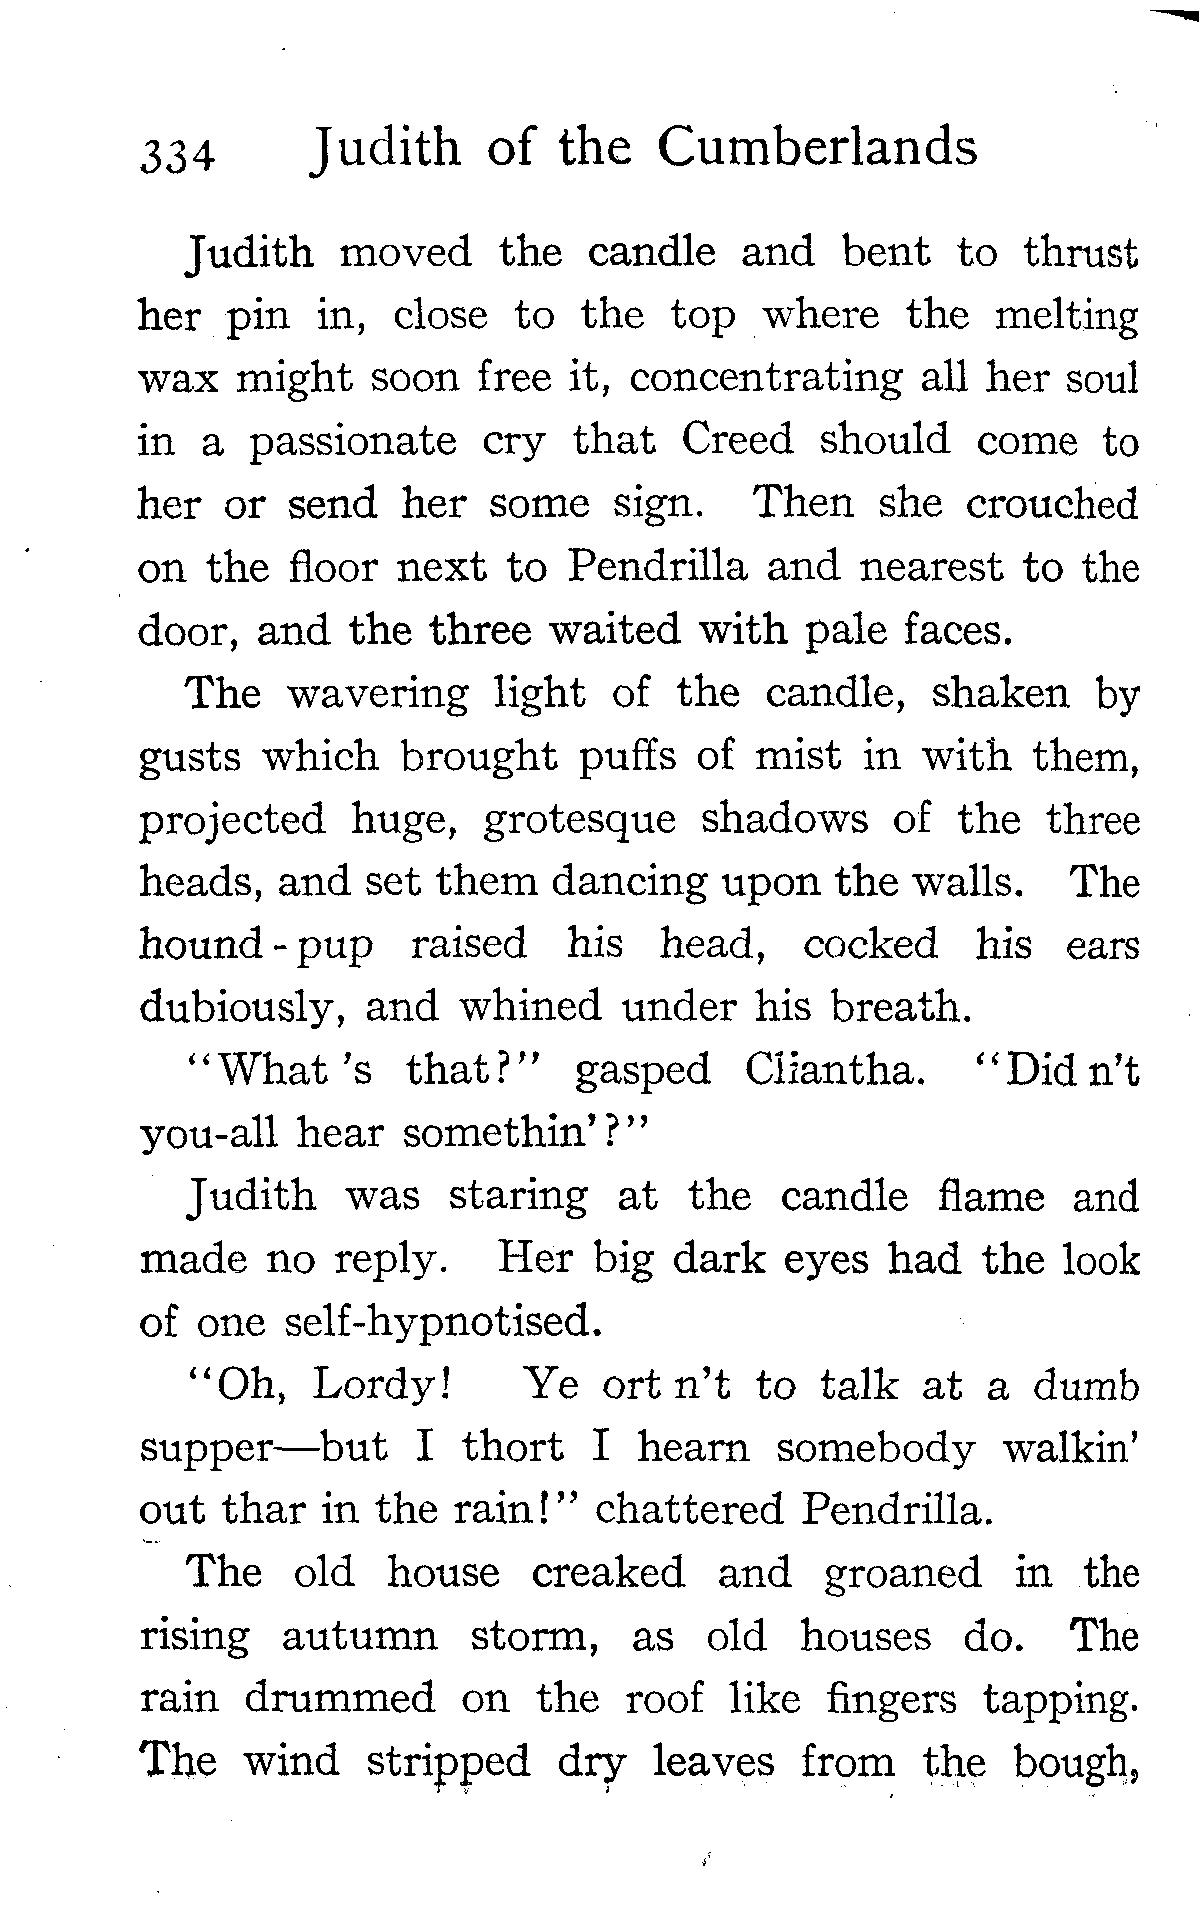 334 Judith of the Cumberlands
Judith moved the candle and bent to thrust
her pin in, close to the top where the melting
wax might soon free it, concentrating all her soul
in a passionate cry that Creed should come to
her or send her some sign. Then she crouched
on the floor next to Pendrilla and nearest to the
door, and the three waited with pale faces.
The wavering light of the candle, shaken by
gusts which brought puffs of mist in with them,
projected huge, grotesque shadows of the three
heads, and set them dancing upon the walls. The
hound-pup raised his head, cocked his ears
dubiously, and whined under his breath.
"What 's that?" gasped Cliantha. "Did n't
you-all hear somethin'?"
Judith was staring at the candle flame and
made no reply. Her big dark eyes had the look
of one self-hypnotised.
"Oh, Lordy! Ye ort n't to talk at a dumb
supper—but I thort I hearn somebody walkin'
out thar in the rain!" chattered Pendrilla.
The old house creaked and groaned in the
rising autumn storm, as old houses do. The
rain drummed on the roof like fingers tapping.
The wind stripped dry leaves from the bough,